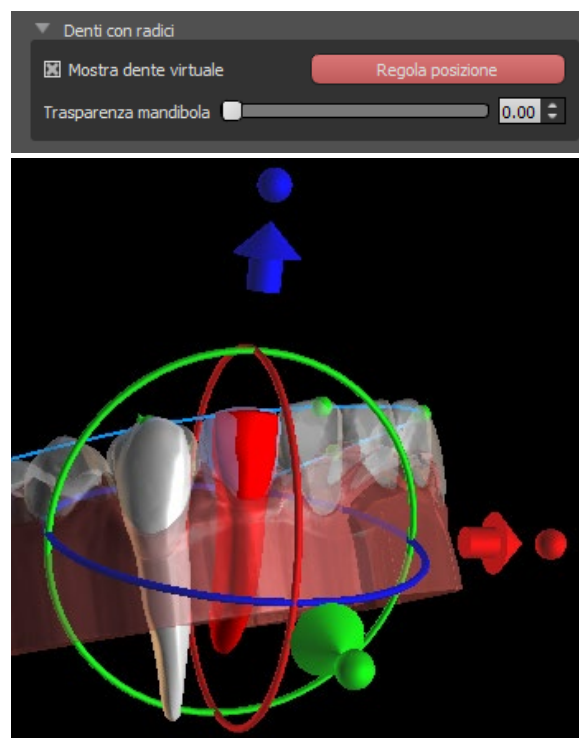 Denti con radici
Mostra dente virtuale Regola posizione
Trasparenza mandibola 0.00